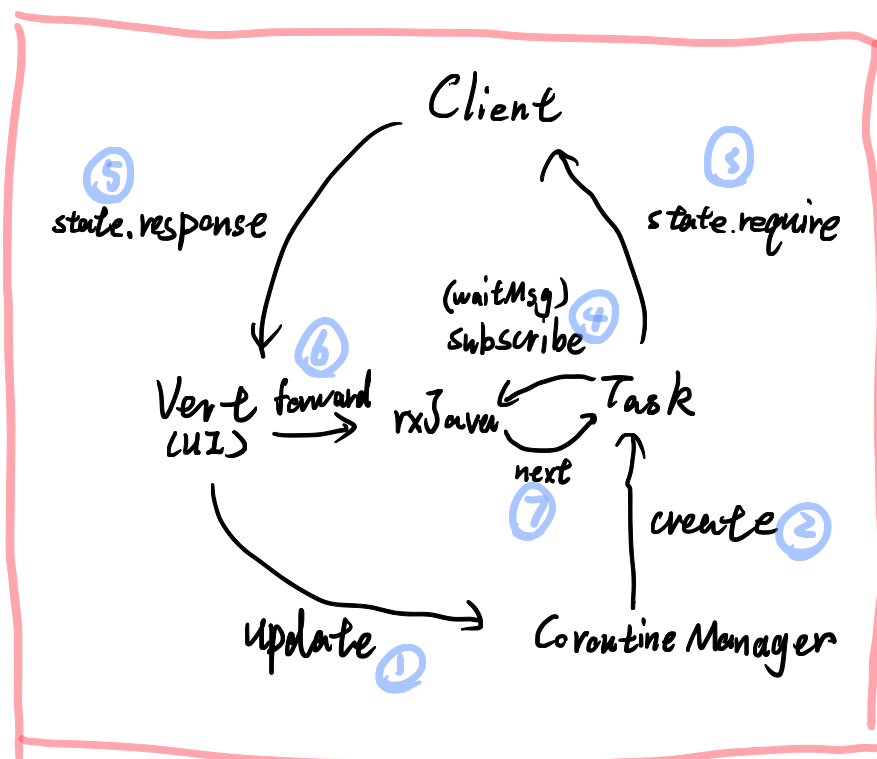 Client
5
3
state.response
state.require
(waitMsg)
4
subscribe
6
Vert
forward
(UI)
rxJava
Task
next
7
create
2
update
1
Coroutine Manager